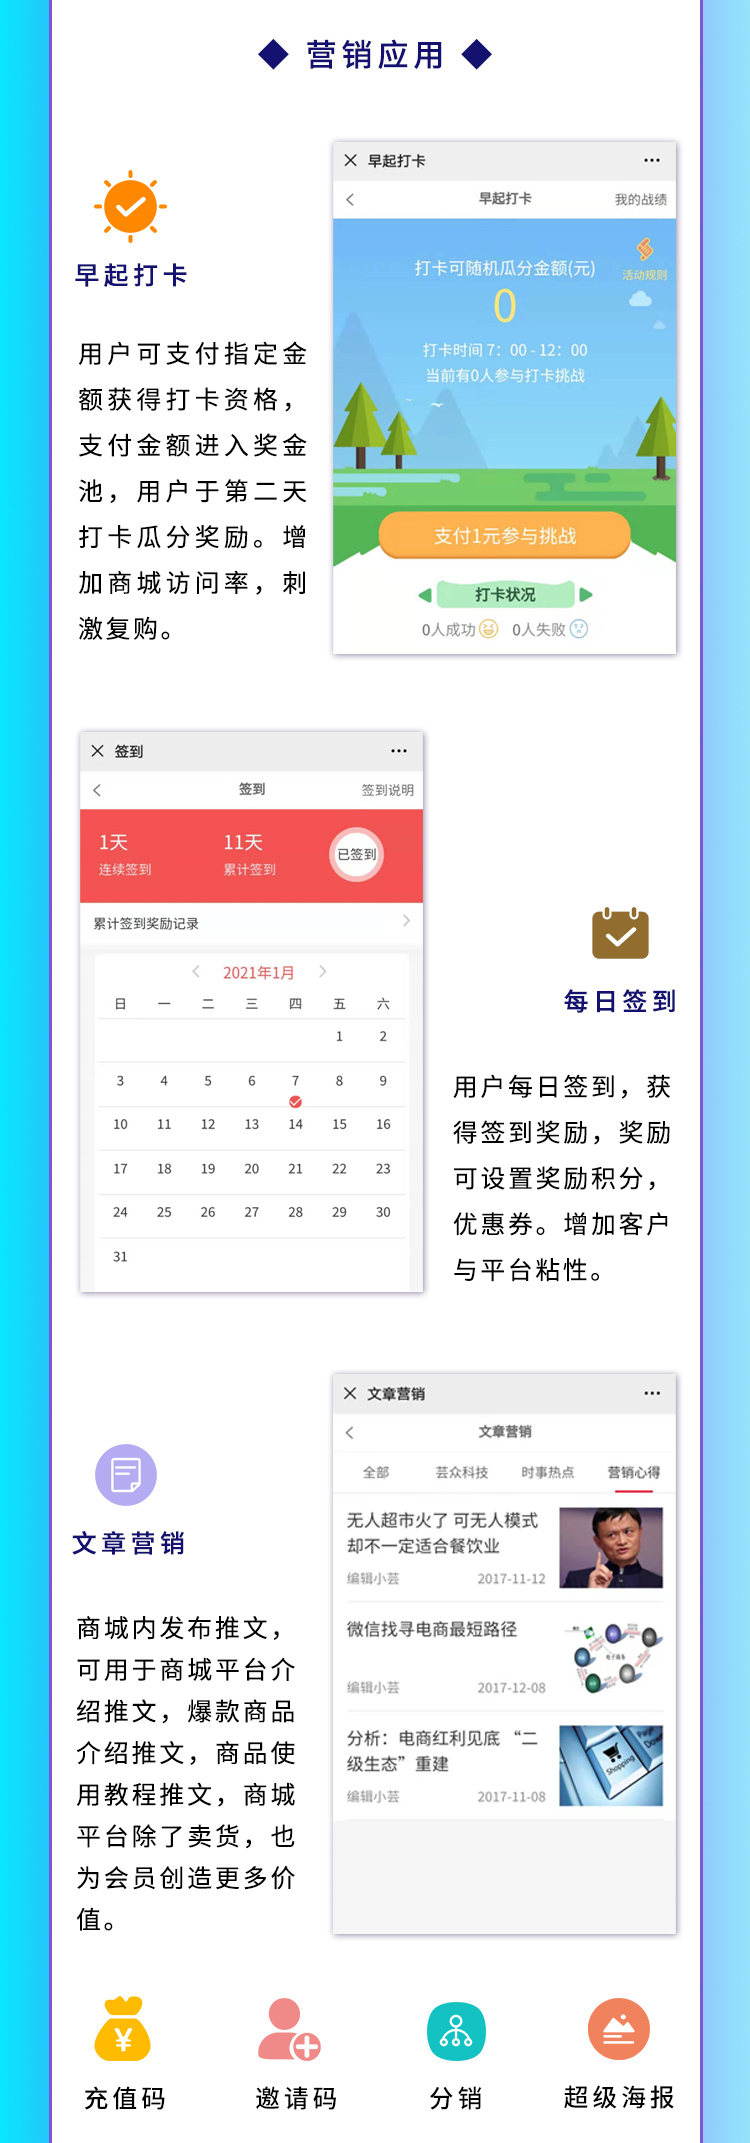 营销应用
早起打卡
用户可支付指定金
额获得打卡资格，
支付金额进入奖金
池，用户于第二天
打卡瓜分奖励。增
加商城访问率，刺
激复购。
早起打卡
早起打卡
我的战绩
活动规则
打卡可随机瓜分金额(元)
0
打卡时间 7：00 - 12：00
当前有0人参与打卡挑战
支付1元参与挑战
打卡状况
0人成功 0人失败
签到
签到
签到说明
1天 11天
连续签到 累计签到
已签到
累计签到奖励记录
2021年1月
日 一 二 三 四 五 六
1 2
3 4 5 6 7 8 9
10 11 12 13 14 15 16
17 18 19 20 21 22 23
24 25 26 27 28 29 30
31
每日签到
用户每日签到，获
得签到奖励，奖励
可设置奖励积分，
优惠券。增加客户
与平台粘性。
文章营销
商城内发布推文，
可用于商城平台介
绍推文，爆款商品
介绍推文，商品使
用教程推文，商城
平台除了卖货，也
为会员创造更多价
值。
文章营销
文章营销
全部 芸众科技 时事热点 营销心得
无人超市火了 可无人模式
却不一定适合餐饮业
编辑小芸 2017-11-12
微信找寻电商最短路径
编辑小芸 2017-12-08
电子商务
分析：电商红利见底 “二
级生态”重建
编辑小芸 2017-11-08
Shopping
Page
Down
充值码
邀请码
分销
超级海报